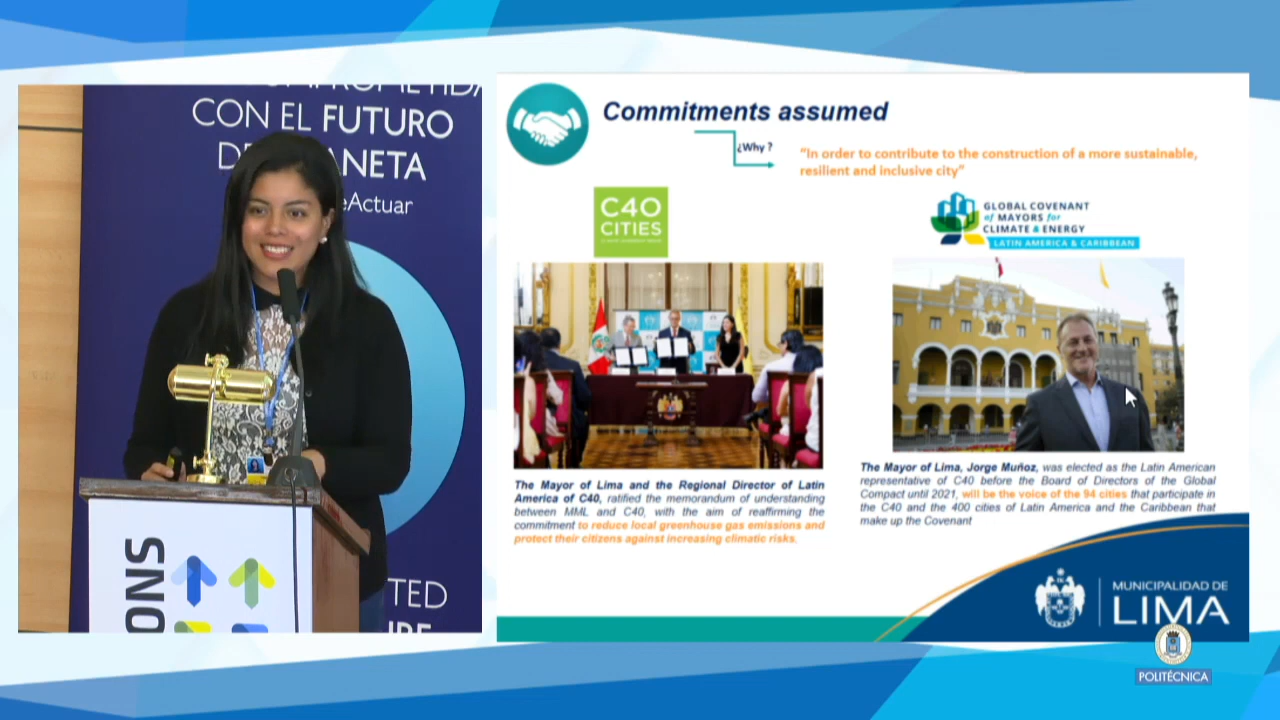 COMPROMETIDA
CON EL FUTURO
DE PLANETA
eActuar
ONS
TED
Commitments assumed
¿Why ?
"In order to contribute to the construction of a more sustainable,
resilient and inclusive city"
C40
CITIES
GLOBAL COVENANT
of MAYORS for
CLIMATE & ENERGY
LATIN AMERICA & CARIBBEAN
The Mayor of Lima and the Regional Director of Latin
America of C40, ratified the memorandum of understanding
between MML and C40, with the aim of reaffirming the
commitment to reduce local greenhouse gas emissions and
protect their citizens against increasing climatic risks.
The Mayor of Lima, Jorge Muñoz, was elected as the Latin American
representative of C40 before the Board of Directors of the Global
Compact until 2021, will be the voice of the 94 cities that participate in
the C40 and the 400 cities of Latin America and the Caribbean that
make up the Covenant
MUNICIPALIDAD DE
LIMA
POLITÉCNICA